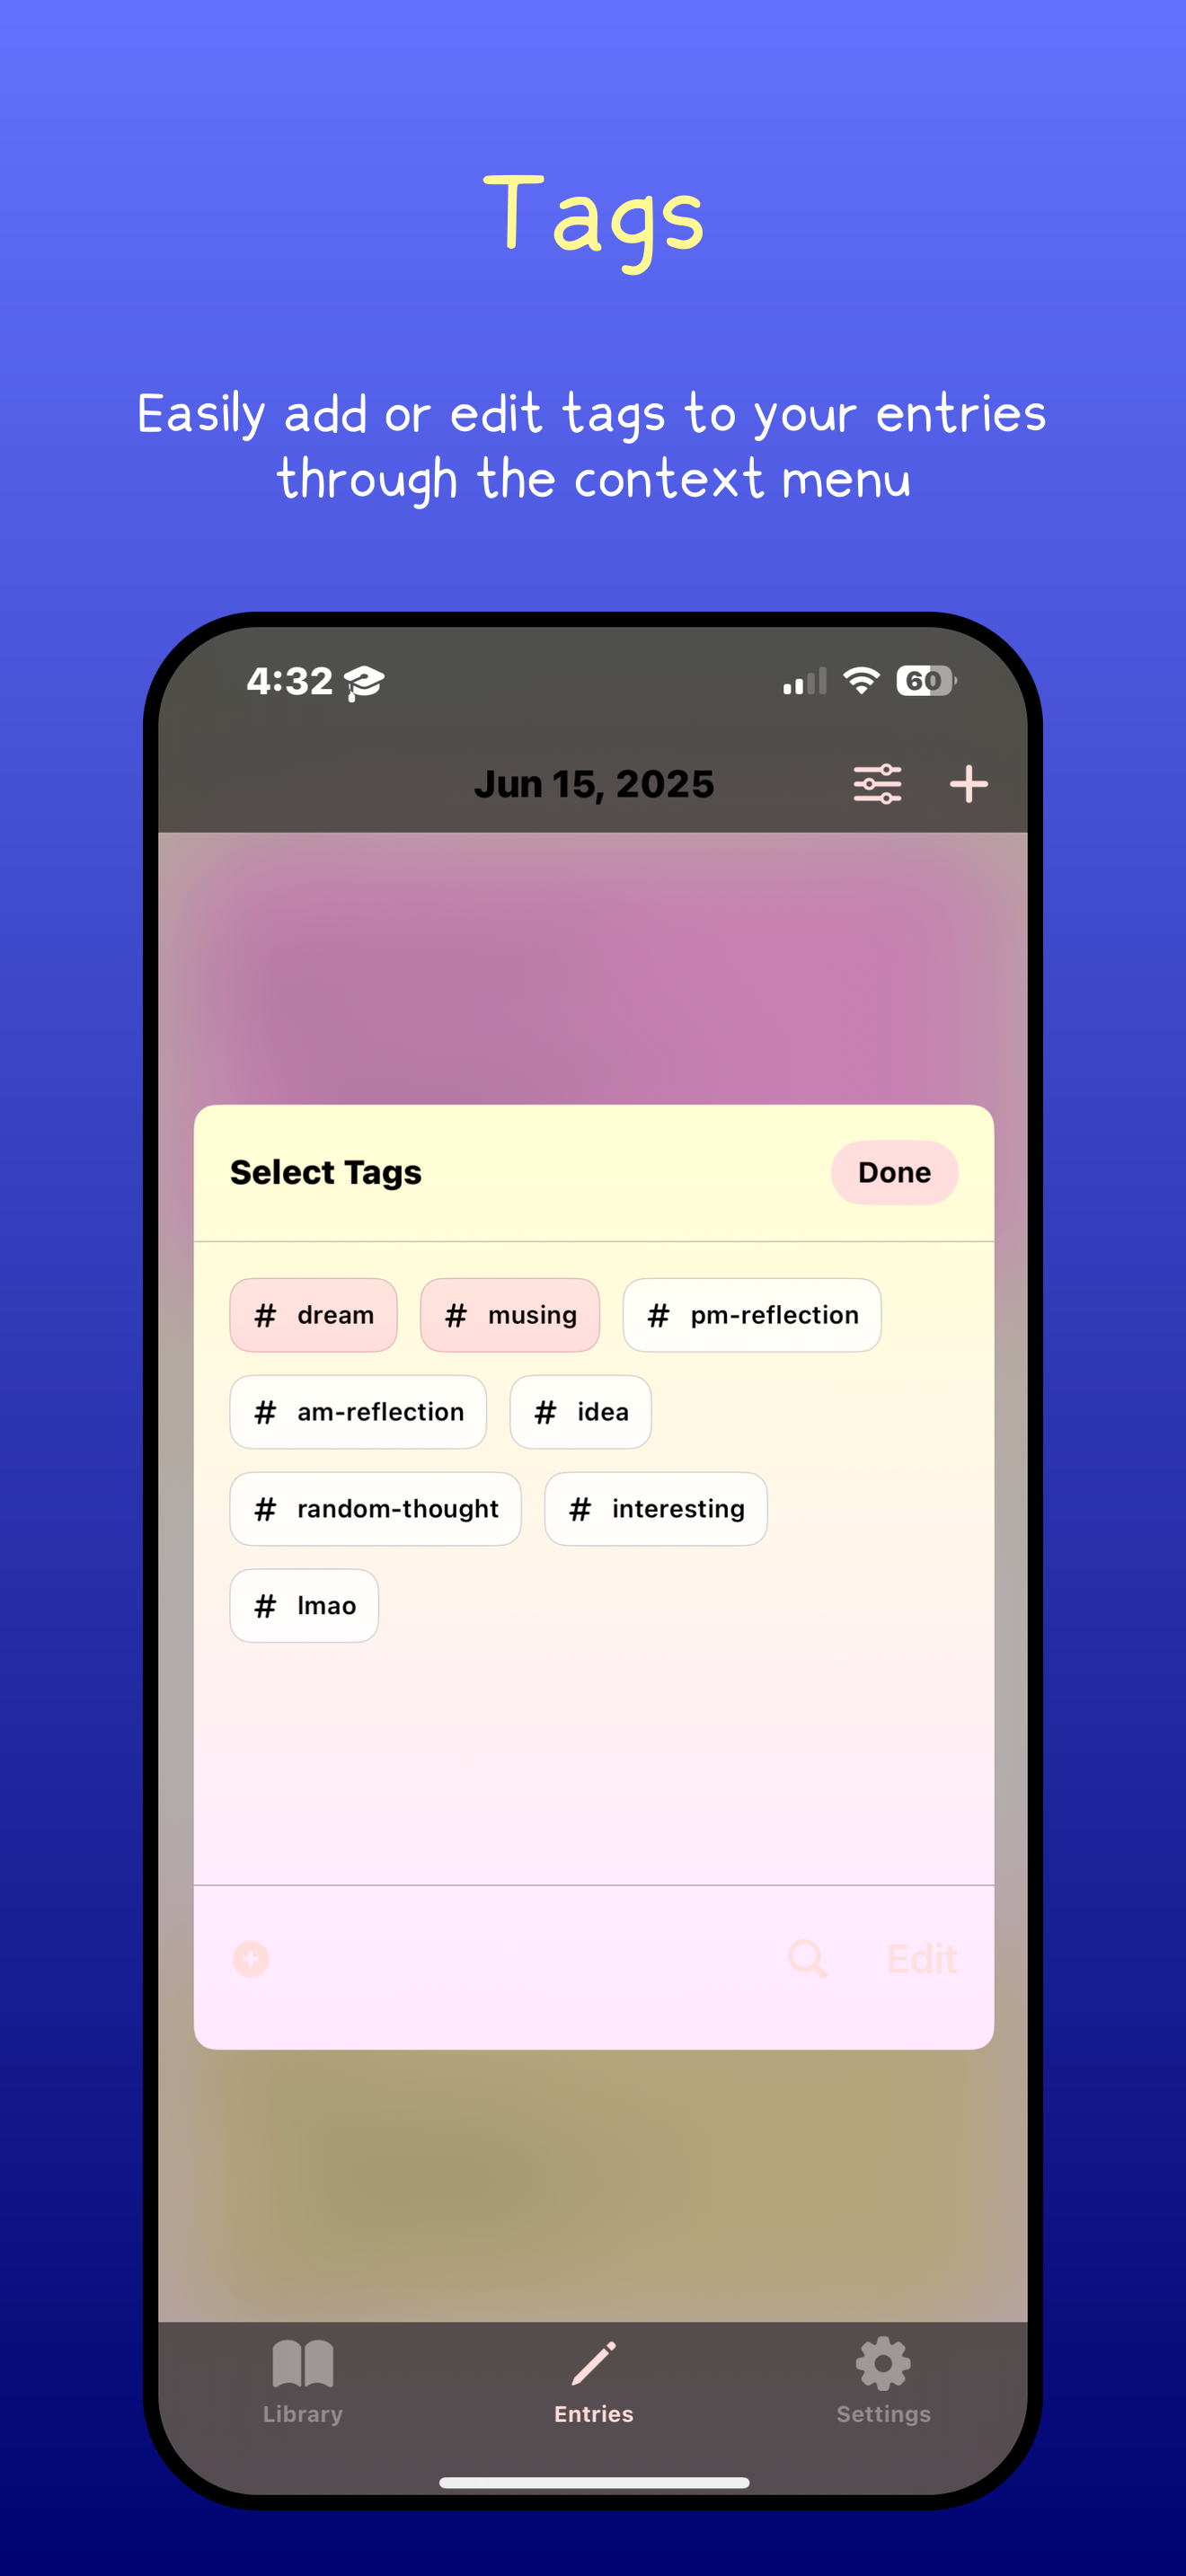 Tags
Easily add or edit tags to your entries
through the context menu
4:32 60
Jun 15, 2025
Select Tags Done
# dream # musing # pm-reflection
# am-reflection # idea
# random-thought # interesting
# lmao
Edit
Library Entries Settings